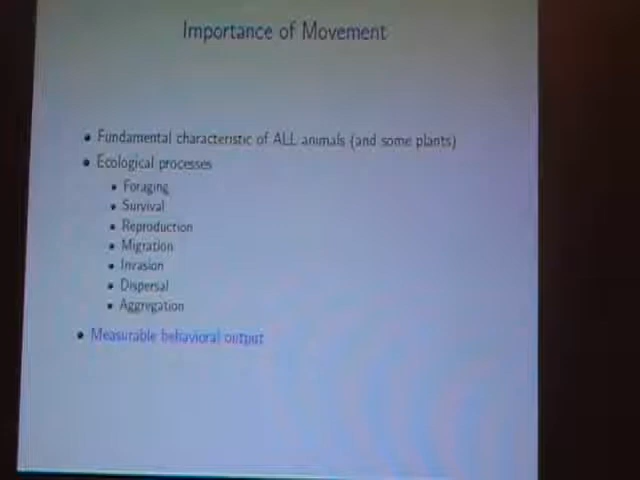 Importance of Movement
• Fundamental characteristic of ALL animals (and some plants)
• Ecological processes
• Foraging
• Survival
• Reproduction
• Migration
• Invasion
• Dispersal
• Aggregation
• Measurable behavioral output